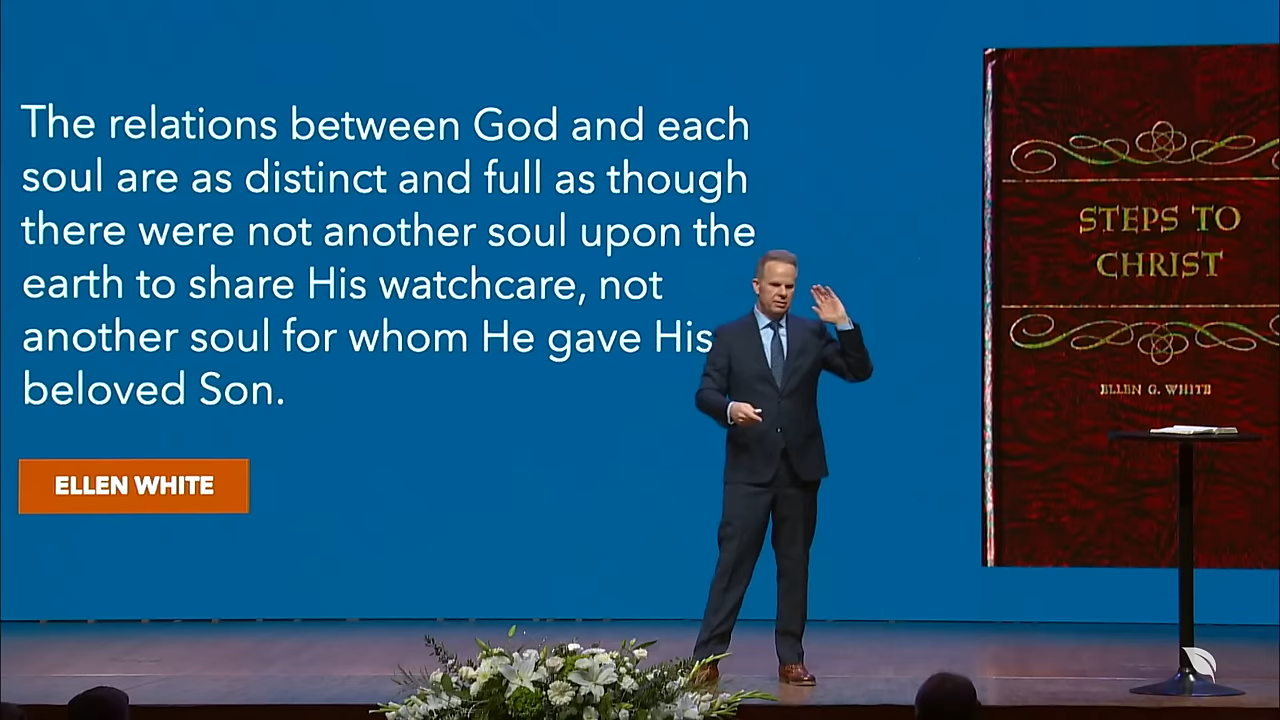 The relations between God and each
soul are as distinct and full as though
there were not another soul upon the
earth to share His watchcare, not
another soul for whom He gave His
beloved Son.
ELLEN WHITE
STEPS TO
CHRIST
ELLEN G. WHITE